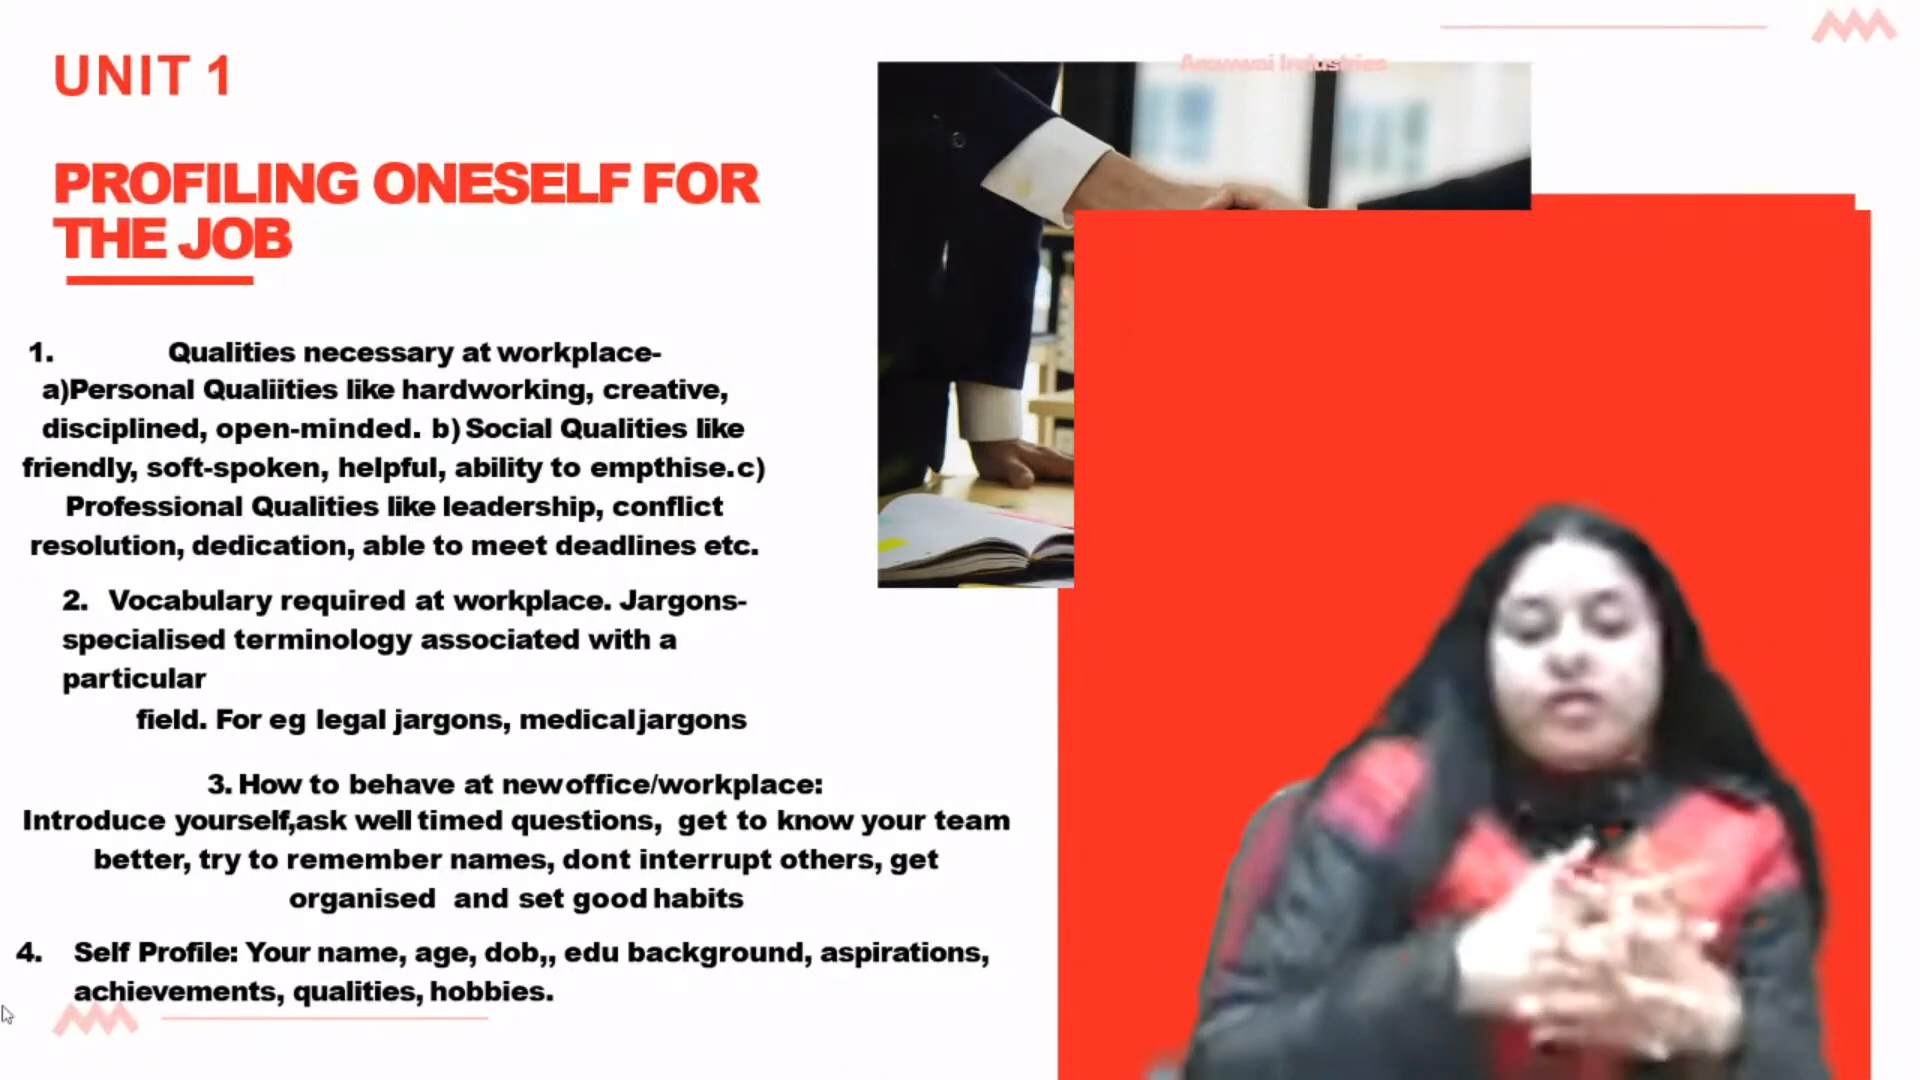 UNIT 1
PROFILING ONESELF FOR
THE JOB
1. Qualities necessary at workplace-
a)Personal Qualiities like hardworking, creative,
disciplined, open-minded. b) Social Qualities like
friendly, soft-spoken, helpful, ability to empthise.c)
Professional Qualities like leadership, conflict
resolution, dedication, able to meet deadlines etc.
2. Vocabulary required at workplace. Jargons-
specialised terminology associated with a
particular
field. For eg legal jargons, medical jargons
3. How to behave at new office/workplace:
Introduce yourself,ask well timed questions, get to know your team
better, try to remember names, dont interrupt others, get
organised and set good habits
4. Self Profile: Your name, age, dob,, edu background, aspirations,
achievements, qualities, hobbies.
Industries